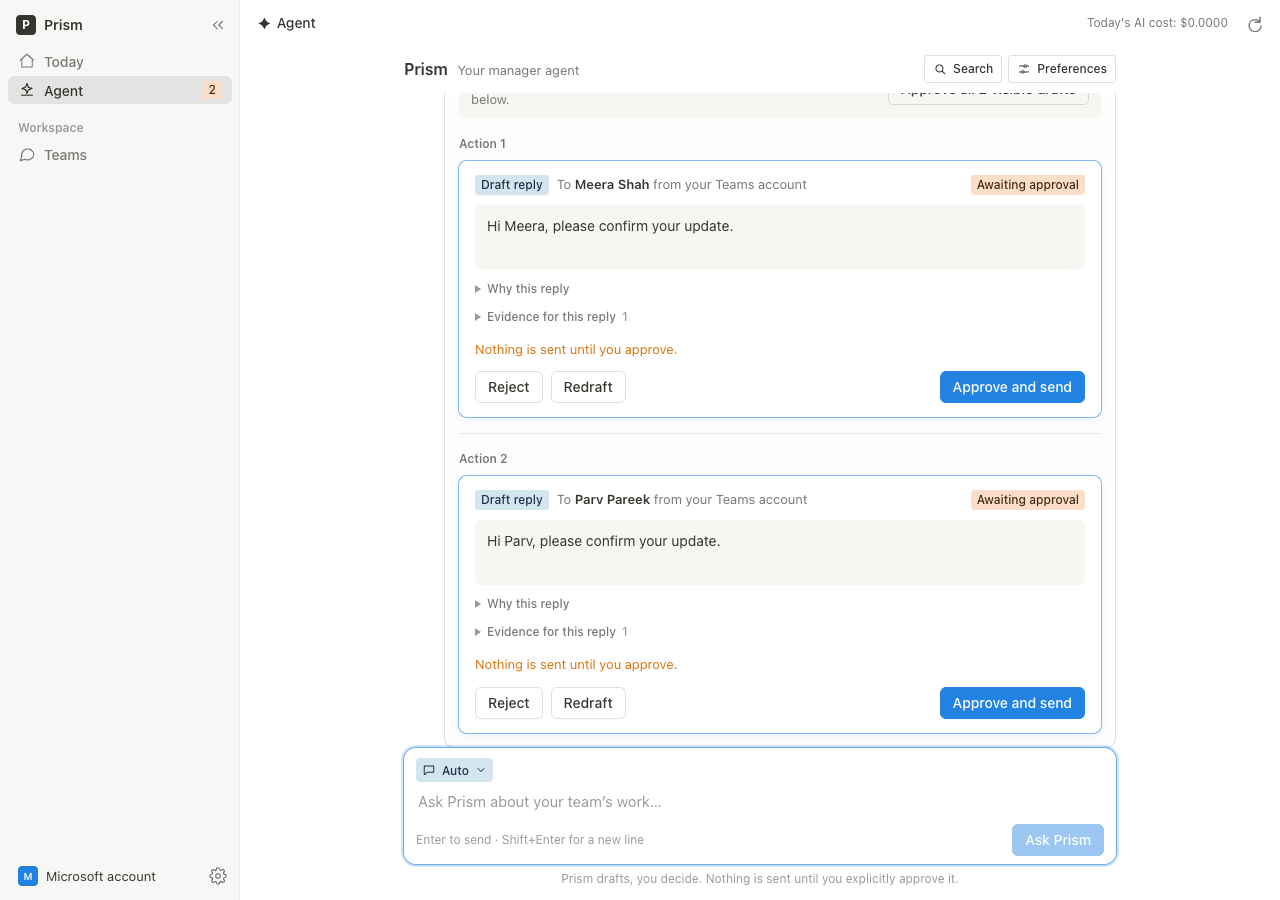 P Prism
Today
Agent 2
Workspace
Teams
M Microsoft account
Agent
Today's AI cost: $0.0000
Prism Your manager agent
Search
Preferences
below.
Approve all 2 visible drafts
Action 1
Draft reply To Meera Shah from your Teams account Awaiting approval
Hi Meera, please confirm your update.
Why this reply
Evidence for this reply 1
Nothing is sent until you approve.
Reject Redraft Approve and send
Action 2
Draft reply To Parv Pareek from your Teams account Awaiting approval
Hi Parv, please confirm your update.
Why this reply
Evidence for this reply 1
Nothing is sent until you approve.
Reject Redraft Approve and send
Auto
Ask Prism about your team’s work...
Enter to send · Shift+Enter for a new line Ask Prism
Prism drafts, you decide. Nothing is sent until you explicitly approve it.